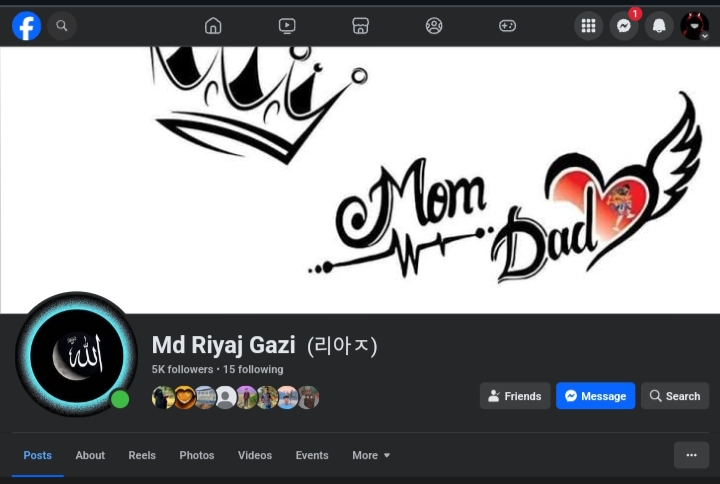 f
1
Mom
Dad
الله
Md Riyaj Gazi (리아ㅈ)
5K followers • 15 following
Friends
Message
Search
Posts
About
Reels
Photos
Videos
Events
More